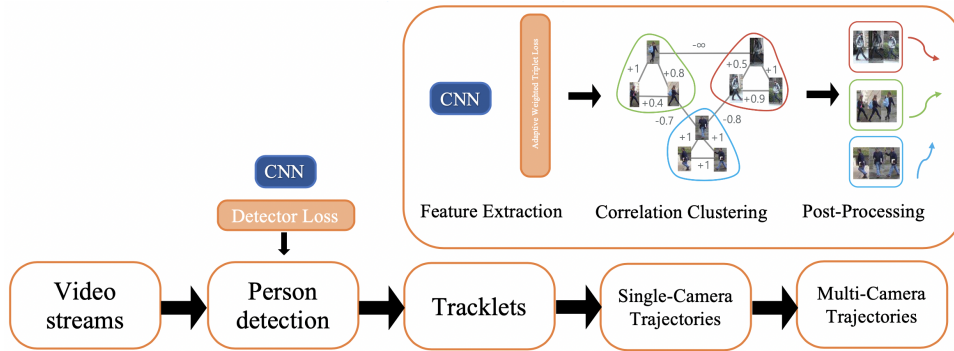 CNN
Adaptive Weighted Triplet Loss
-∞
+1
+0.8
+0.4
+0.5
+1
+0.9
-0.7
-0.8
+1
+1
+1
Feature Extraction
Correlation Clustering
Post-Processing
CNN
Detector Loss
Video
streams
Person
detection
Tracklets
Single-Camera
Trajectories
Multi-Camera
Trajectories